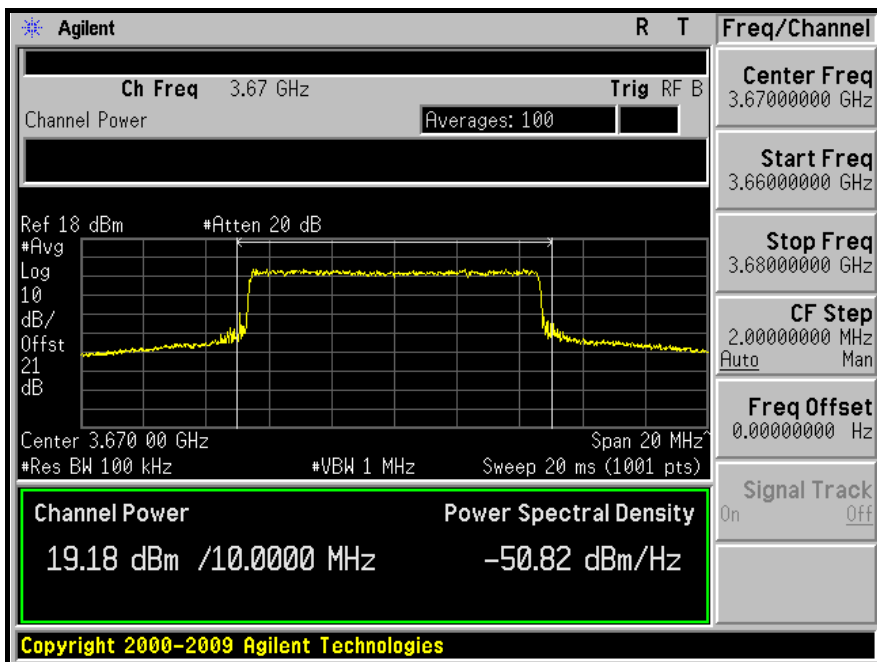 Agilent R T
Ch Freq 3.67 GHz Trig RF B
Channel Power Averages: 100
Ref 18 dBm #Atten 20 dB
#Avg
Log
10
dB/
Offst
21
dB
Center 3.670 00 GHz Span 20 MHz^
#Res BW 100 kHz #VBW 1 MHz Sweep 20 ms (1001 pts)
Channel Power Power Spectral Density
19.18 dBm /10.0000 MHz -50.82 dBm/Hz
Copyright 2000-2009 Agilent Technologies
Freq/Channel
Center Freq
3.67000000 GHz
Start Freq
3.66000000 GHz
Stop Freq
3.68000000 GHz
CF Step
2.00000000 MHz
Auto Man
Freq Offset
0.00000000 Hz
Signal Track
On Off